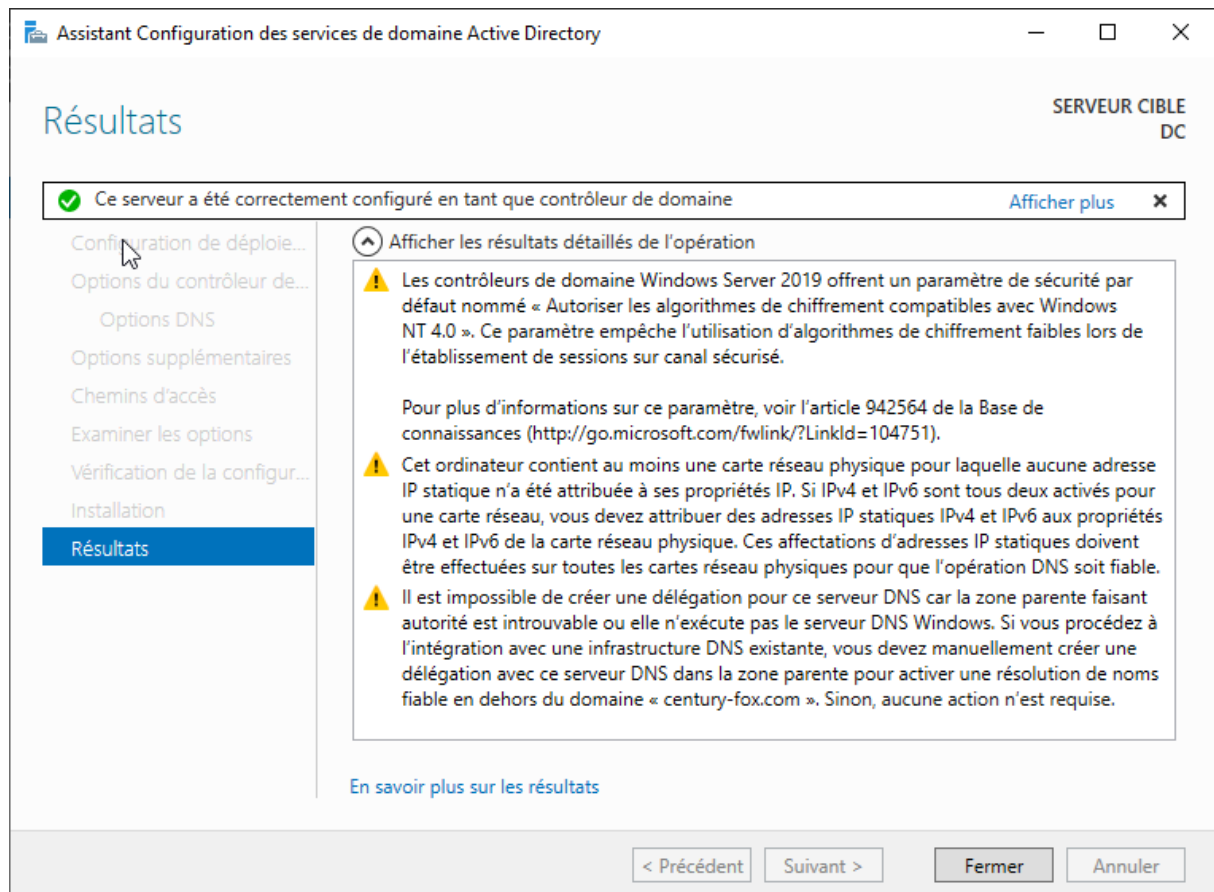 Assistant Configuration des services de domaine Active Directory
Résultats
SERVEUR CIBLE
DC
Ce serveur a été correctement configuré en tant que contrôleur de domaine
Afficher plus
Configuration de déploie...
Options du contrôleur de...
Options DNS
Options supplémentaires
Chemins d'accès
Examiner les options
Vérification de la configur...
Installation
Résultats
Afficher les résultats détaillés de l'opération
Les contrôleurs de domaine Windows Server 2019 offrent un paramètre de sécurité par
défaut nommé « Autoriser les algorithmes de chiffrement compatibles avec Windows
NT 4.0 ». Ce paramètre empêche l'utilisation d'algorithmes de chiffrement faibles lors de
l'établissement de sessions sur canal sécurisé.
Pour plus d'informations sur ce paramètre, voir l'article 942564 de la Base de
connaissances (http://go.microsoft.com/fwlink/?LinkId=104751).
Cet ordinateur contient au moins une carte réseau physique pour laquelle aucune adresse
IP statique n'a été attribuée à ses propriétés IP. Si IPv4 et IPv6 sont tous deux activés pour
une carte réseau, vous devez attribuer des adresses IP statiques IPv4 et IPv6 aux propriétés
IPv4 et IPv6 de la carte réseau physique. Ces affectations d'adresses IP statiques doivent
être effectuées sur toutes les cartes réseau physiques pour que l'opération DNS soit fiable.
Il est impossible de créer une délégation pour ce serveur DNS car la zone parente faisant
autorité est introuvable ou elle n'exécute pas le serveur DNS Windows. Si vous procédez à
l'intégration avec une infrastructure DNS existante, vous devez manuellement créer une
délégation avec ce serveur DNS dans la zone parente pour activer une résolution de noms
fiable en dehors du domaine « century-fox.com ». Sinon, aucune action n'est requise.
En savoir plus sur les résultats
< Précédent
Suivant >
Fermer
Annuler